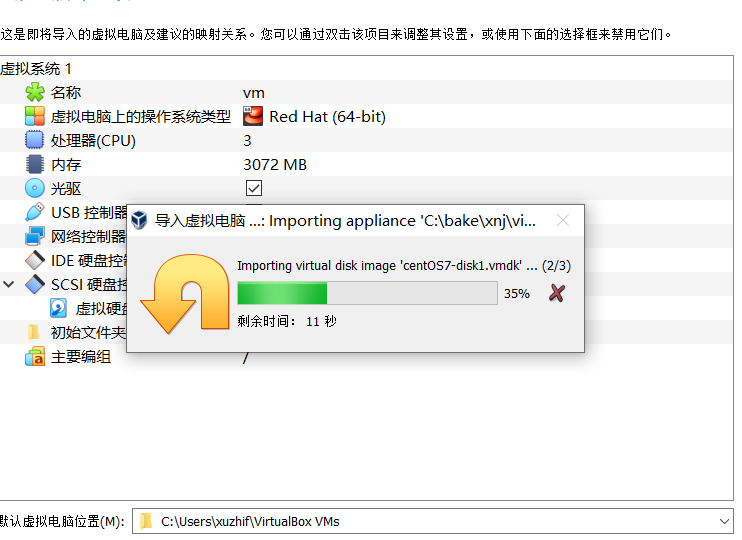 这是即将导入的虚拟电脑及建议的映射关系。您可以通过双击该项目来调整其设置，或使用下面的选择框来禁用它们。
虚拟系统 1
名称 vm
虚拟电脑上的操作系统类型 Red Hat (64-bit)
处理器(CPU) 3
内存 3072 MB
光驱
USB 控制器
网络控制器
IDE 硬盘控
SCSI 硬盘控
虚拟硬盘
初始文件夹
主要编组 /
导入虚拟电脑 ...: Importing appliance 'C:\bake\xnj\vi...
Importing virtual disk image 'centOS7-disk1.vmdk' ... (2/3)
35%
剩余时间： 11 秒
默认虚拟电脑位置(M): C:\Users\xuzhif\VirtualBox VMs